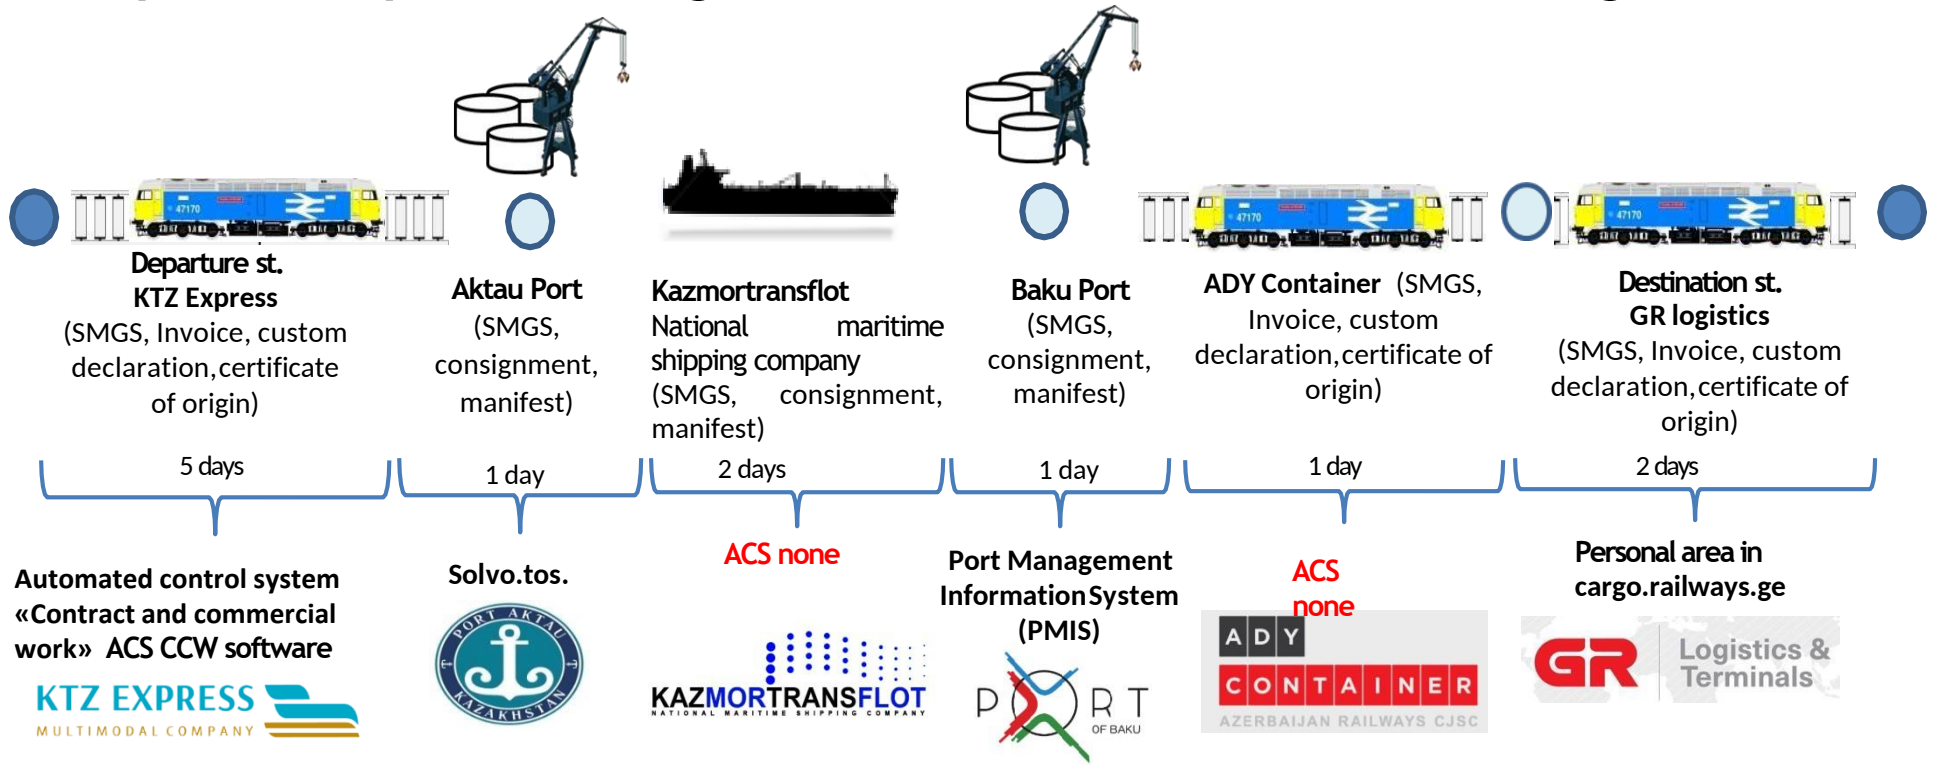 47170
47170
47170
Departure st.
KTZ Express
(SMGS, Invoice, custom
declaration, certificate
of origin)
Aktau Port
(SMGS,
consignment,
manifest)
Kazmortransflot
National maritime
shipping company
(SMGS, consignment,
manifest)
Baku Port
(SMGS,
consignment,
manifest)
ADY Container (SMGS,
Invoice, custom
declaration, certificate of
origin)
Destination st.
GR logistics
(SMGS, Invoice, custom
declaration, certificate of
origin)
5 days
1 day
2 days
1 day
1 day
2 days
Automated control system
«Contract and commercial
work» ACS CCW software
KTZ EXPRESS
MULTIMODAL COMPANY
Solvo.tos.
PORT AKTAU
KAZAKHSTAN
ACS none
KAZMORTRANSFLOT
NATIONAL MARITIME SHIPPING COMPANY
Port Management
Information System
(PMIS)
PORT
OF BAKU
ACS
none
ADY
CONTAINER
AZERBAIJAN RAILWAYS CJSC
Personal area in
cargo.railways.ge
GR
Logistics &
Terminals